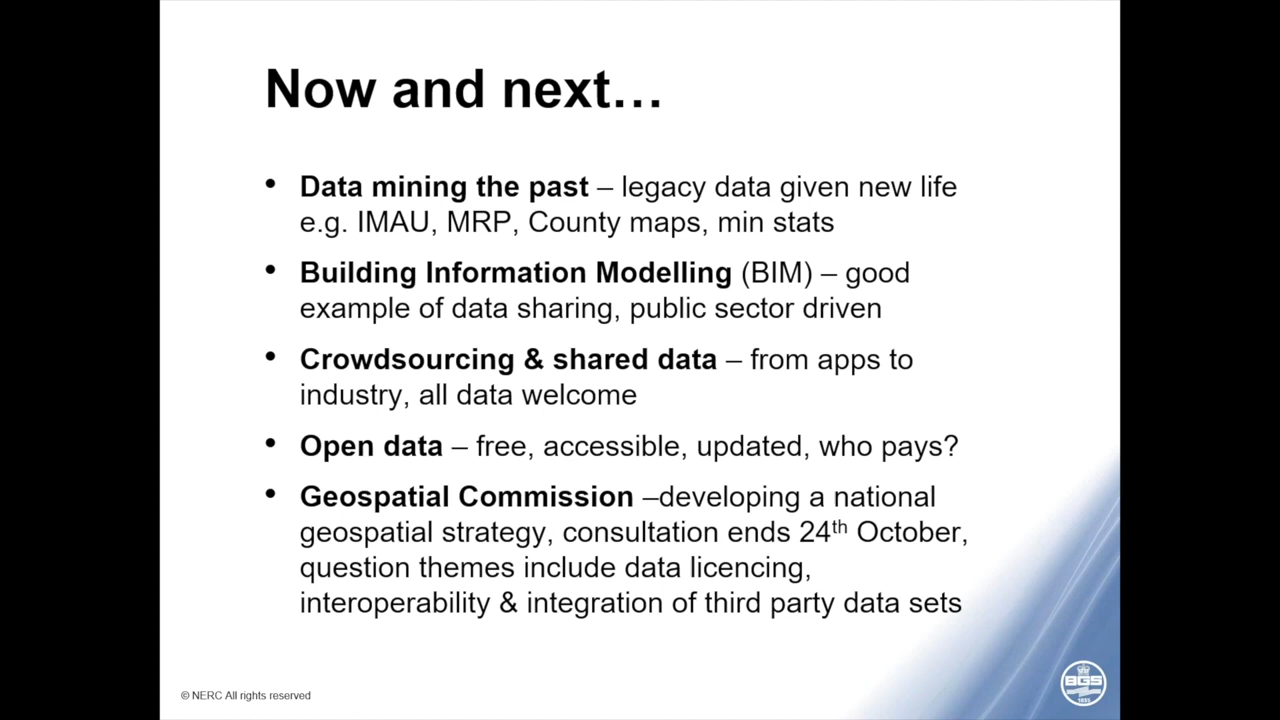 Now and next…
• Data mining the past – legacy data given new life
e.g. IMAU, MRP, County maps, min stats
• Building Information Modelling (BIM) – good
example of data sharing, public sector driven
• Crowdsourcing & shared data – from apps to
industry, all data welcome
• Open data – free, accessible, updated, who pays?
• Geospatial Commission –developing a national
geospatial strategy, consultation ends 24th October,
question themes include data licencing,
interoperability & integration of third party data sets
© NERC All rights reserved
BGS